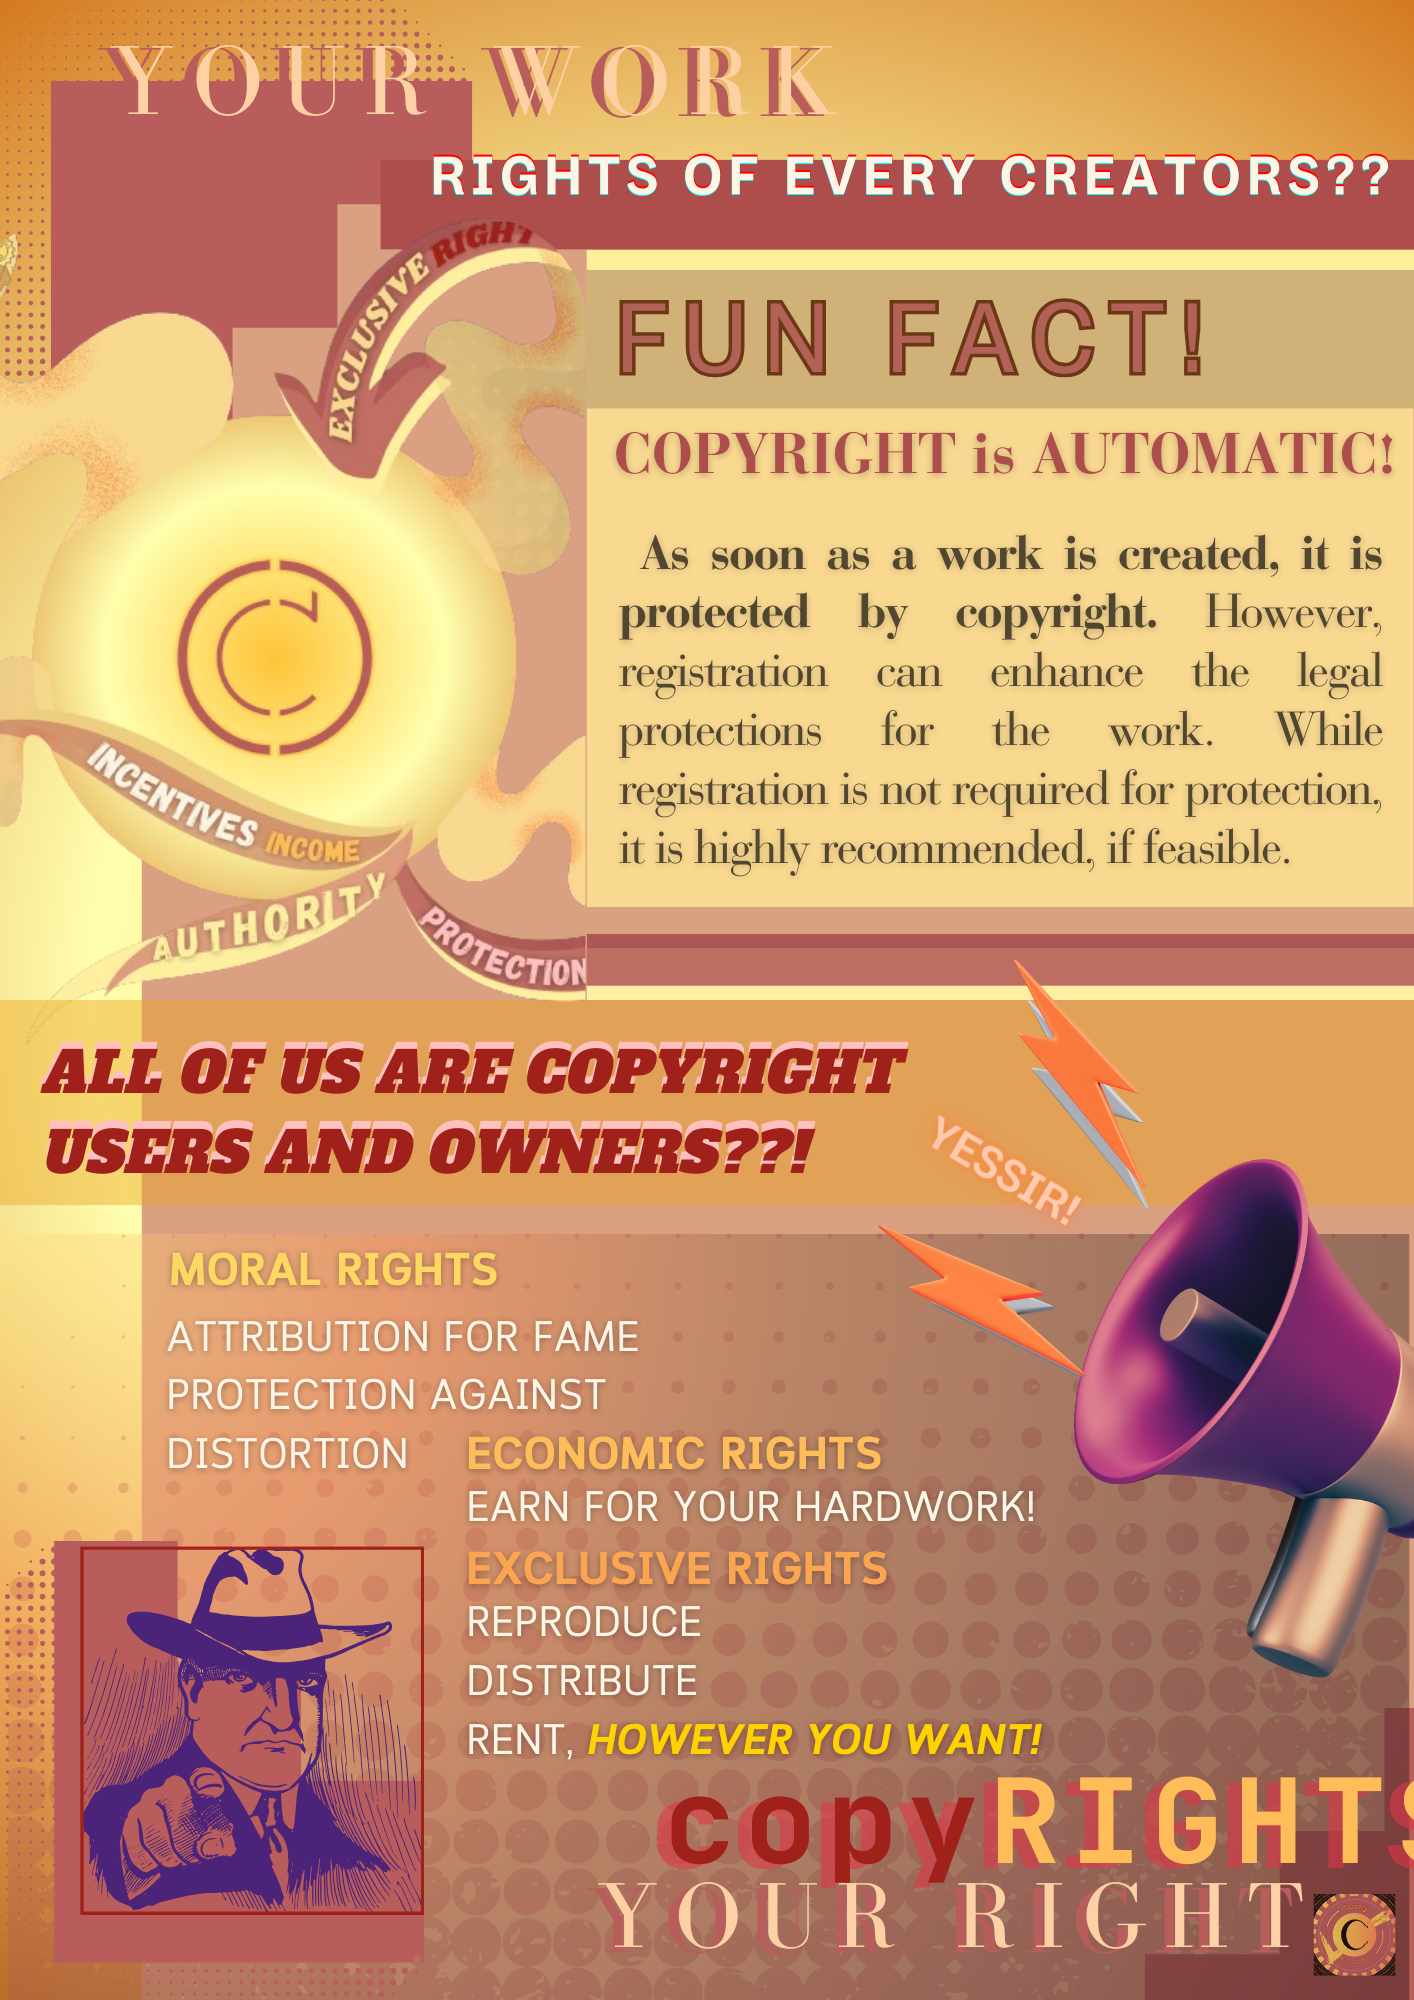 YOUR WORK
RIGHTS OF EVERY CREATORS??
EXCLUSIVE RIGHT
FUN FACT!
COPYRIGHT is AUTOMATIC!
As soon as a work is created, it is
protected by copyright. However,
registration can enhance the legal
protections for the work. While
registration is not required for protection,
it is highly recommended, if feasible.
C
INCENTIVES INCOME
AUTHORITY
PROTECTION
ALL OF US ARE COPYRIGHT
USERS AND OWNERS??!
YESSIR!
MORAL RIGHTS
ATTRIBUTION FOR FAME
PROTECTION AGAINST
DISTORTION
ECONOMIC RIGHTS
EARN FOR YOUR HARDWORK!
EXCLUSIVE RIGHTS
REPRODUCE
DISTRIBUTE
RENT, HOWEVER YOU WANT!
copyRIGHTS
YOUR RIGHT
C